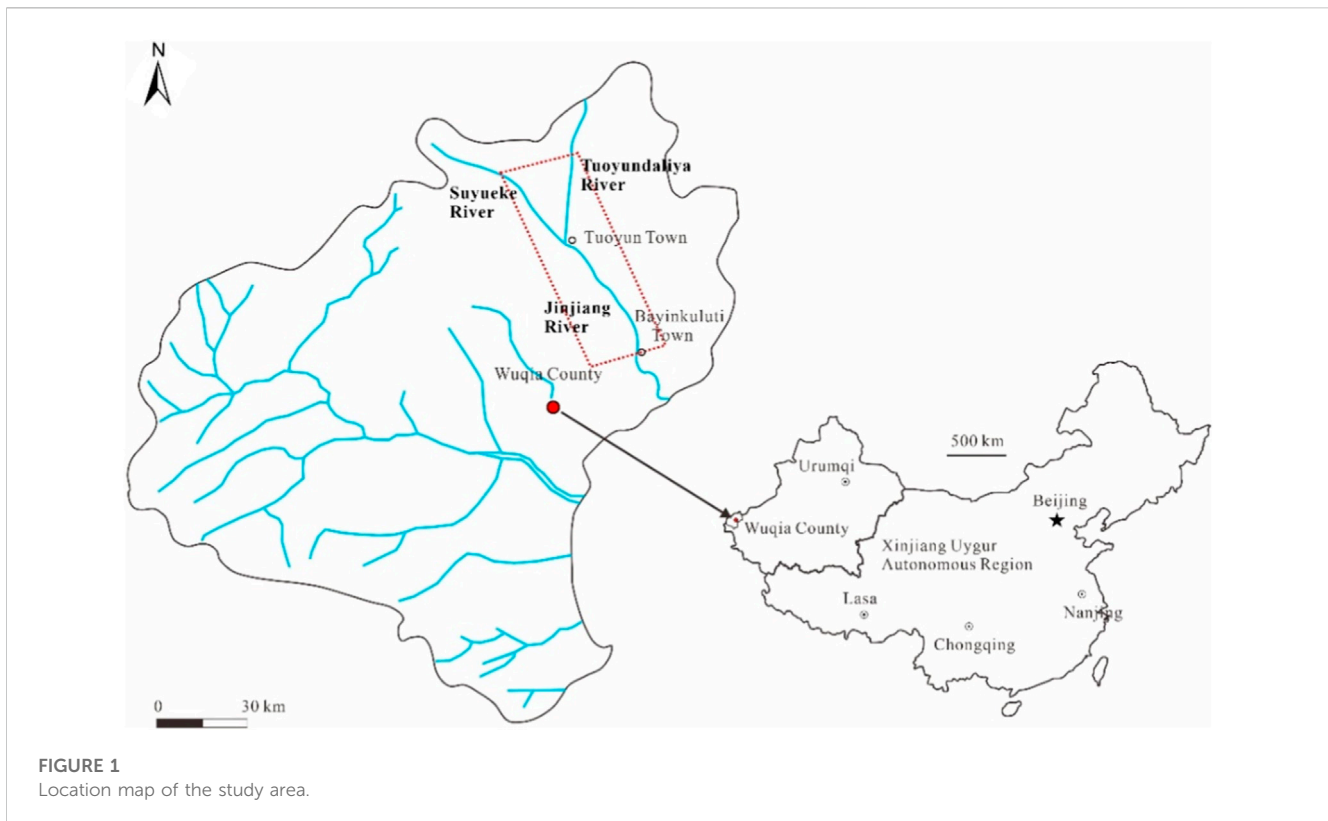 N
Tuoyundaliya
River
Suyueke
River
Tuoyun Town
Jinjiang
River
Bayinkuluti
Town
Wuqia County
500 km
Urumqi
Beijing
Wuqia County
Xinjiang Uygur
Autonomous Region
Lasa
Nanjing
Chongqing
0 30 km
FIGURE 1
Location map of the study area.